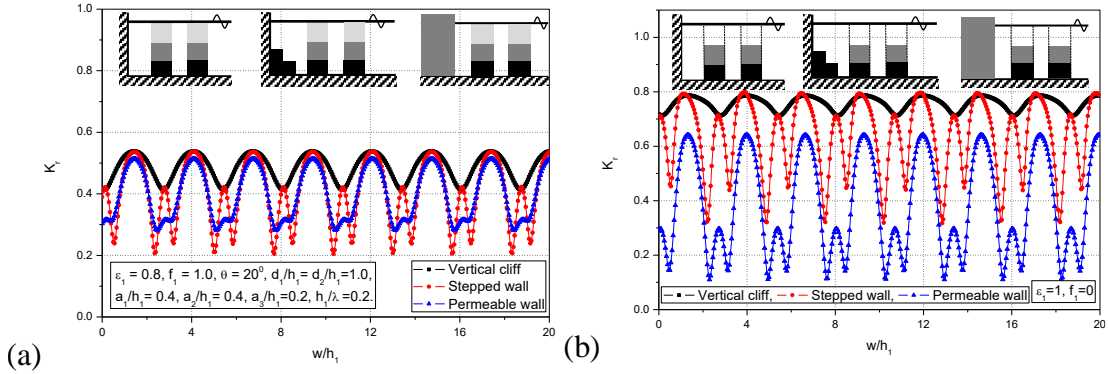 (a)
K_r
1.0
0.8
0.6
0.4
0.2
0.0
ε_1 = 0.8, f_1 = 1.0, θ = 20^0, d_1/h_1= d_2/h_1=1.0,
a_1/h_1= 0.4, a_2/h_1= 0.4, a_3/h_1=0.2, h_1/λ=0.2.
Vertical cliff
Stepped wall
Permeable wall
0 4 8 12 16 20
w/h_1
(b)
K_r
1.0
0.8
0.6
0.4
0.2
0.0
Vertical cliff, Stepped wall, Permeable wall
ε_1=1, f_1=0
0 4 8 12 16 20
w/h_1